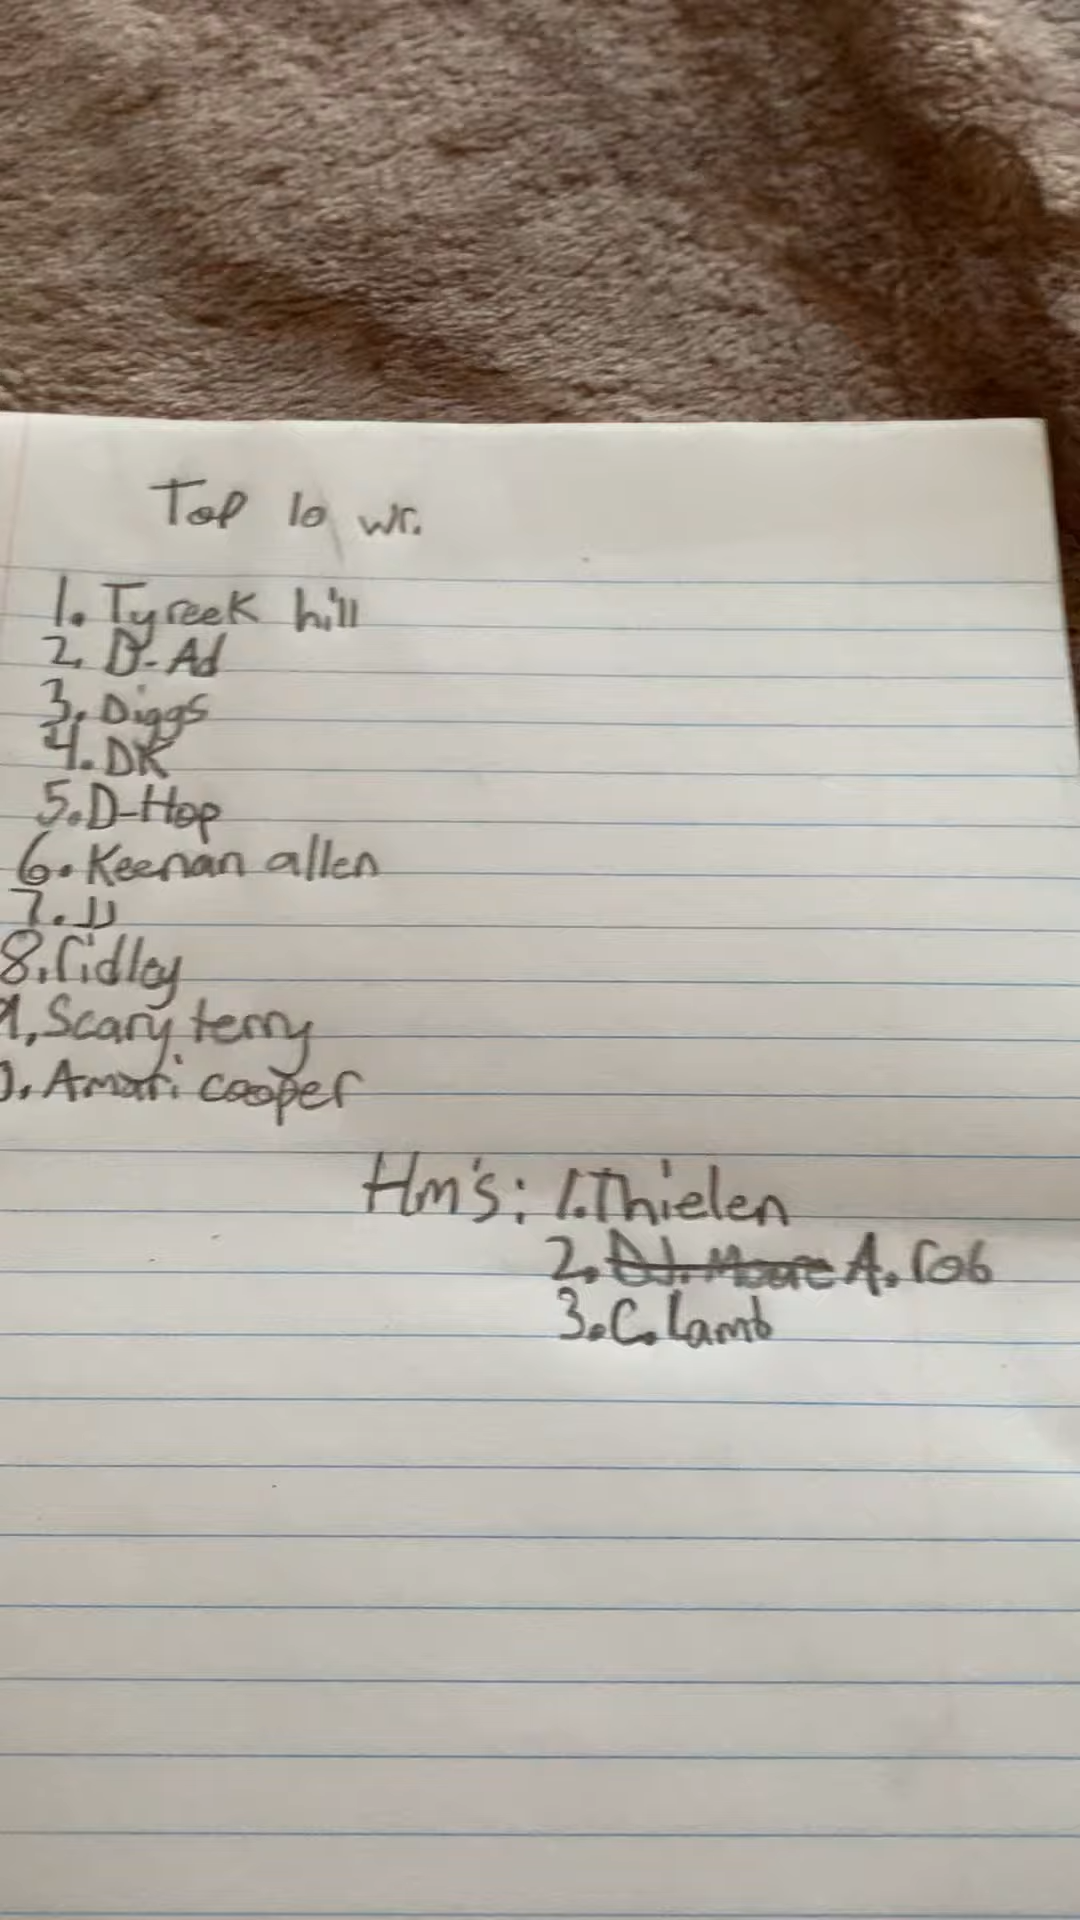 Top 10 wr.
1. Tyreek hill
2. D-Ad
3. Diggs
4. DK
5. D-Hop
6. Keenan allen
7. JJ
8. ridley
9. Scary terry
0. Amari cooper
Hm's: 1. Thielen
2. DJ. Moore A. rob
3. C. Lamb